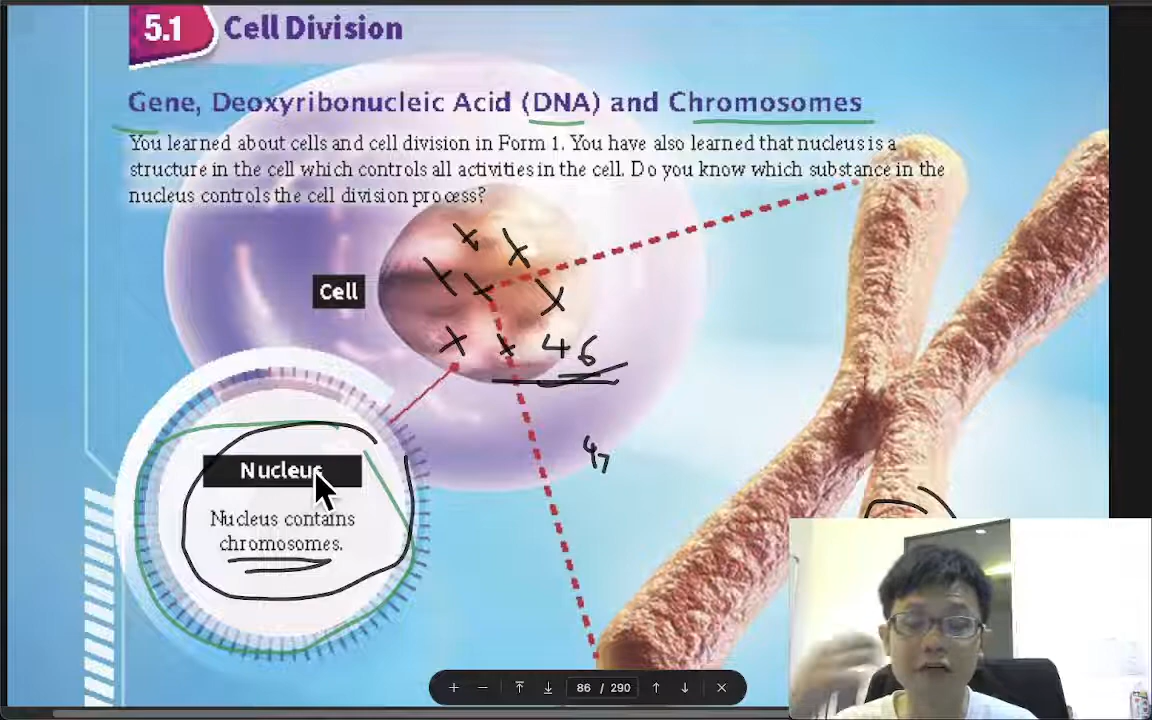 5.1 Cell Division
Gene, Deoxyribonucleic Acid (DNA) and Chromosomes
You learned about cells and cell division in Form 1. You have also learned that nucleus is a
structure in the cell which controls all activities in the cell. Do you know which substance in the
nucleus controls the cell division process?
Cell
46
47
Nucleus
Nucleus contains
chromosomes.
86 / 290